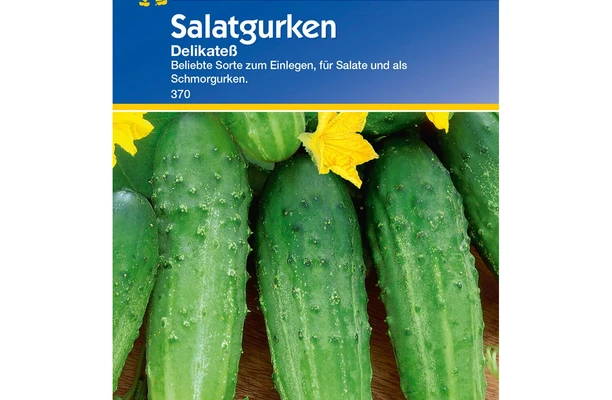 Salatgurken
Delikateß
Beliebte Sorte zum Einlegen, für Salate und als
Schmorgurken.
370